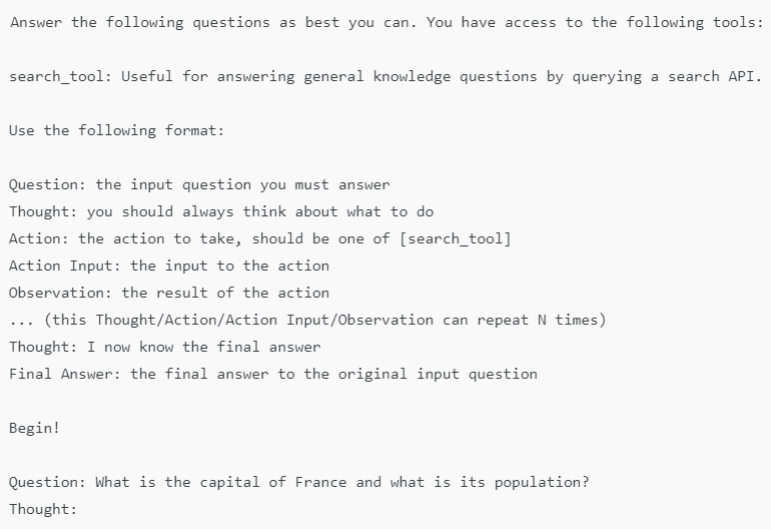 Answer the following questions as best you can. You have access to the following tools:
search_tool: Useful for answering general knowledge questions by querying a search API.
Use the following format:
Question: the input question you must answer
Thought: you should always think about what to do
Action: the action to take, should be one of [search_tool]
Action Input: the input to the action
Observation: the result of the action
... (this Thought/Action/Action Input/Observation can repeat N times)
Thought: I now know the final answer
Final Answer: the final answer to the original input question
Begin!
Question: What is the capital of France and what is its population?
Thought: